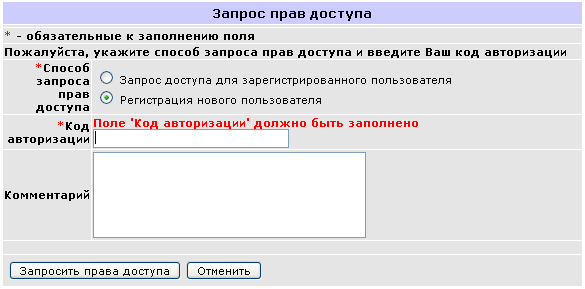 Запрос прав доступа
* - обязательные к заполнению поля
Пожалуйста, укажите способ запроса прав доступа и введите Ваш код авторизации
*Способ
запроса
прав
доступа
Запрос доступа для зарегистрированного пользователя
Регистрация нового пользователя
*Код
авторизации
Поле 'Код авторизации' должно быть заполнено
Комментарий
Запросить права доступа
Отменить